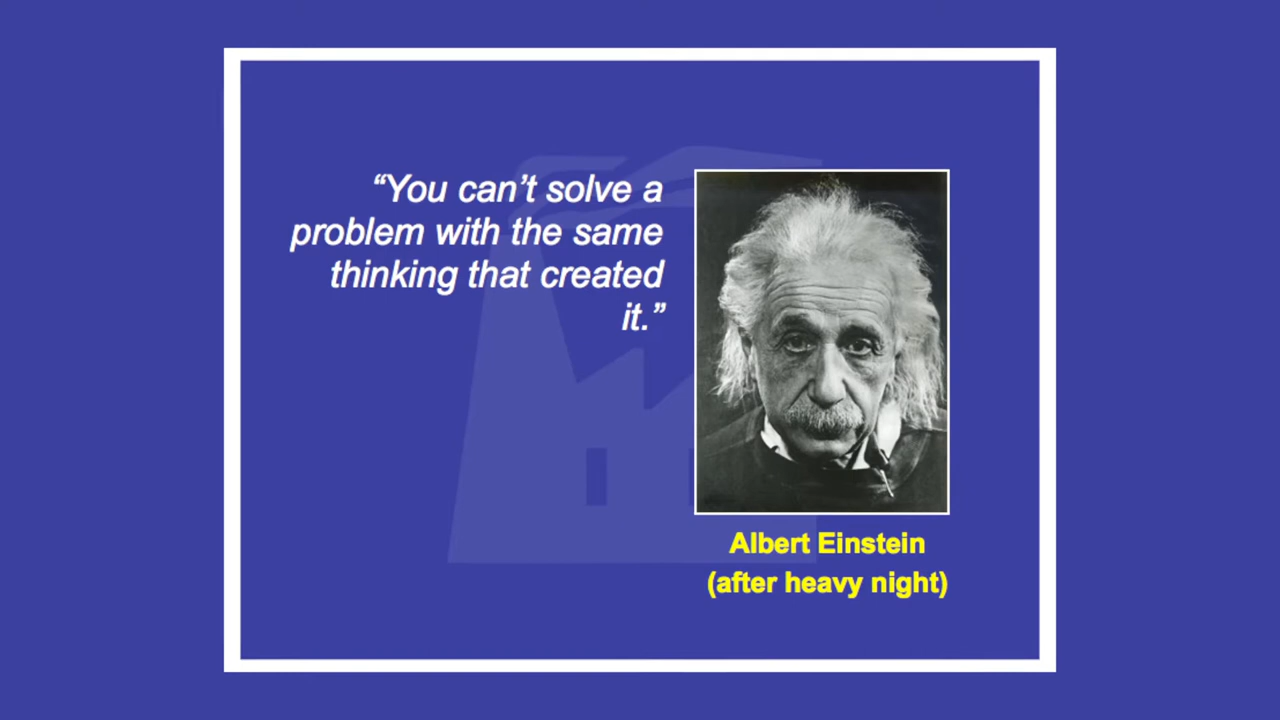 “You can’t solve a
problem with the same
thinking that created
it.”
Albert Einstein
(after heavy night)